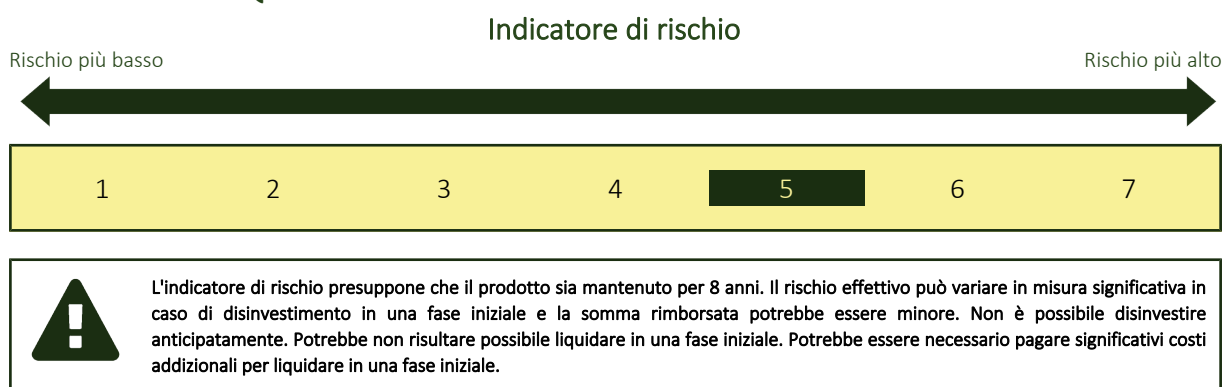 Indicatore di rischio
Rischio più basso
Rischio più alto
1 2 3 4 5 6 7
L'indicatore di rischio presuppone che il prodotto sia mantenuto per 8 anni. Il rischio effettivo può variare in misura significativa in
caso di disinvestimento in una fase iniziale e la somma rimborsata potrebbe essere minore. Non è possibile disinvestire
anticipatamente. Potrebbe non risultare possibile liquidare in una fase iniziale. Potrebbe essere necessario pagare significativi costi
addizionali per liquidare in una fase iniziale.